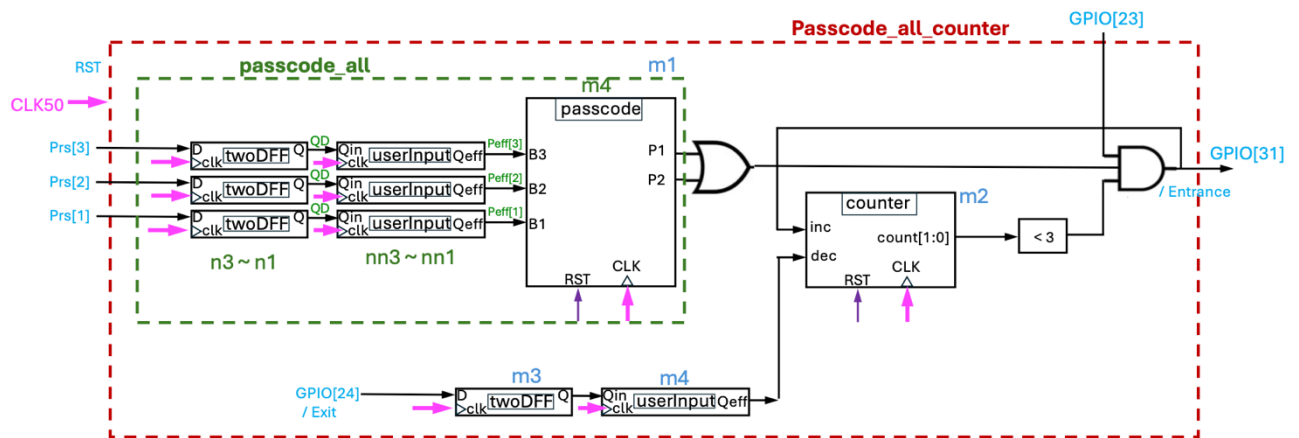 GPIO[23]
Passcode_all_counter
RST
passcode_all
m1
m4
CLK50
passcode
Prs[3]
D
twoDFF
Q
clk
QD
Qin
userInput
Qeff
clk
Peff[3]
B3
P1
Prs[2]
D
twoDFF
Q
clk
QD
Qin
userInput
Qeff
clk
Peff[2]
B2
P2
Prs[1]
D
twoDFF
Q
clk
QD
Qin
userInput
Qeff
clk
Peff[1]
B1
n3 ~ n1
nn3 ~ nn1
RST
CLK
GPIO[31]
/ Entrance
counter
m2
inc
count[1:0]
dec
< 3
RST
CLK
m3
m4
GPIO[24]
/ Exit
D
twoDFF
Q
clk
Qin
userInput
Qeff
clk